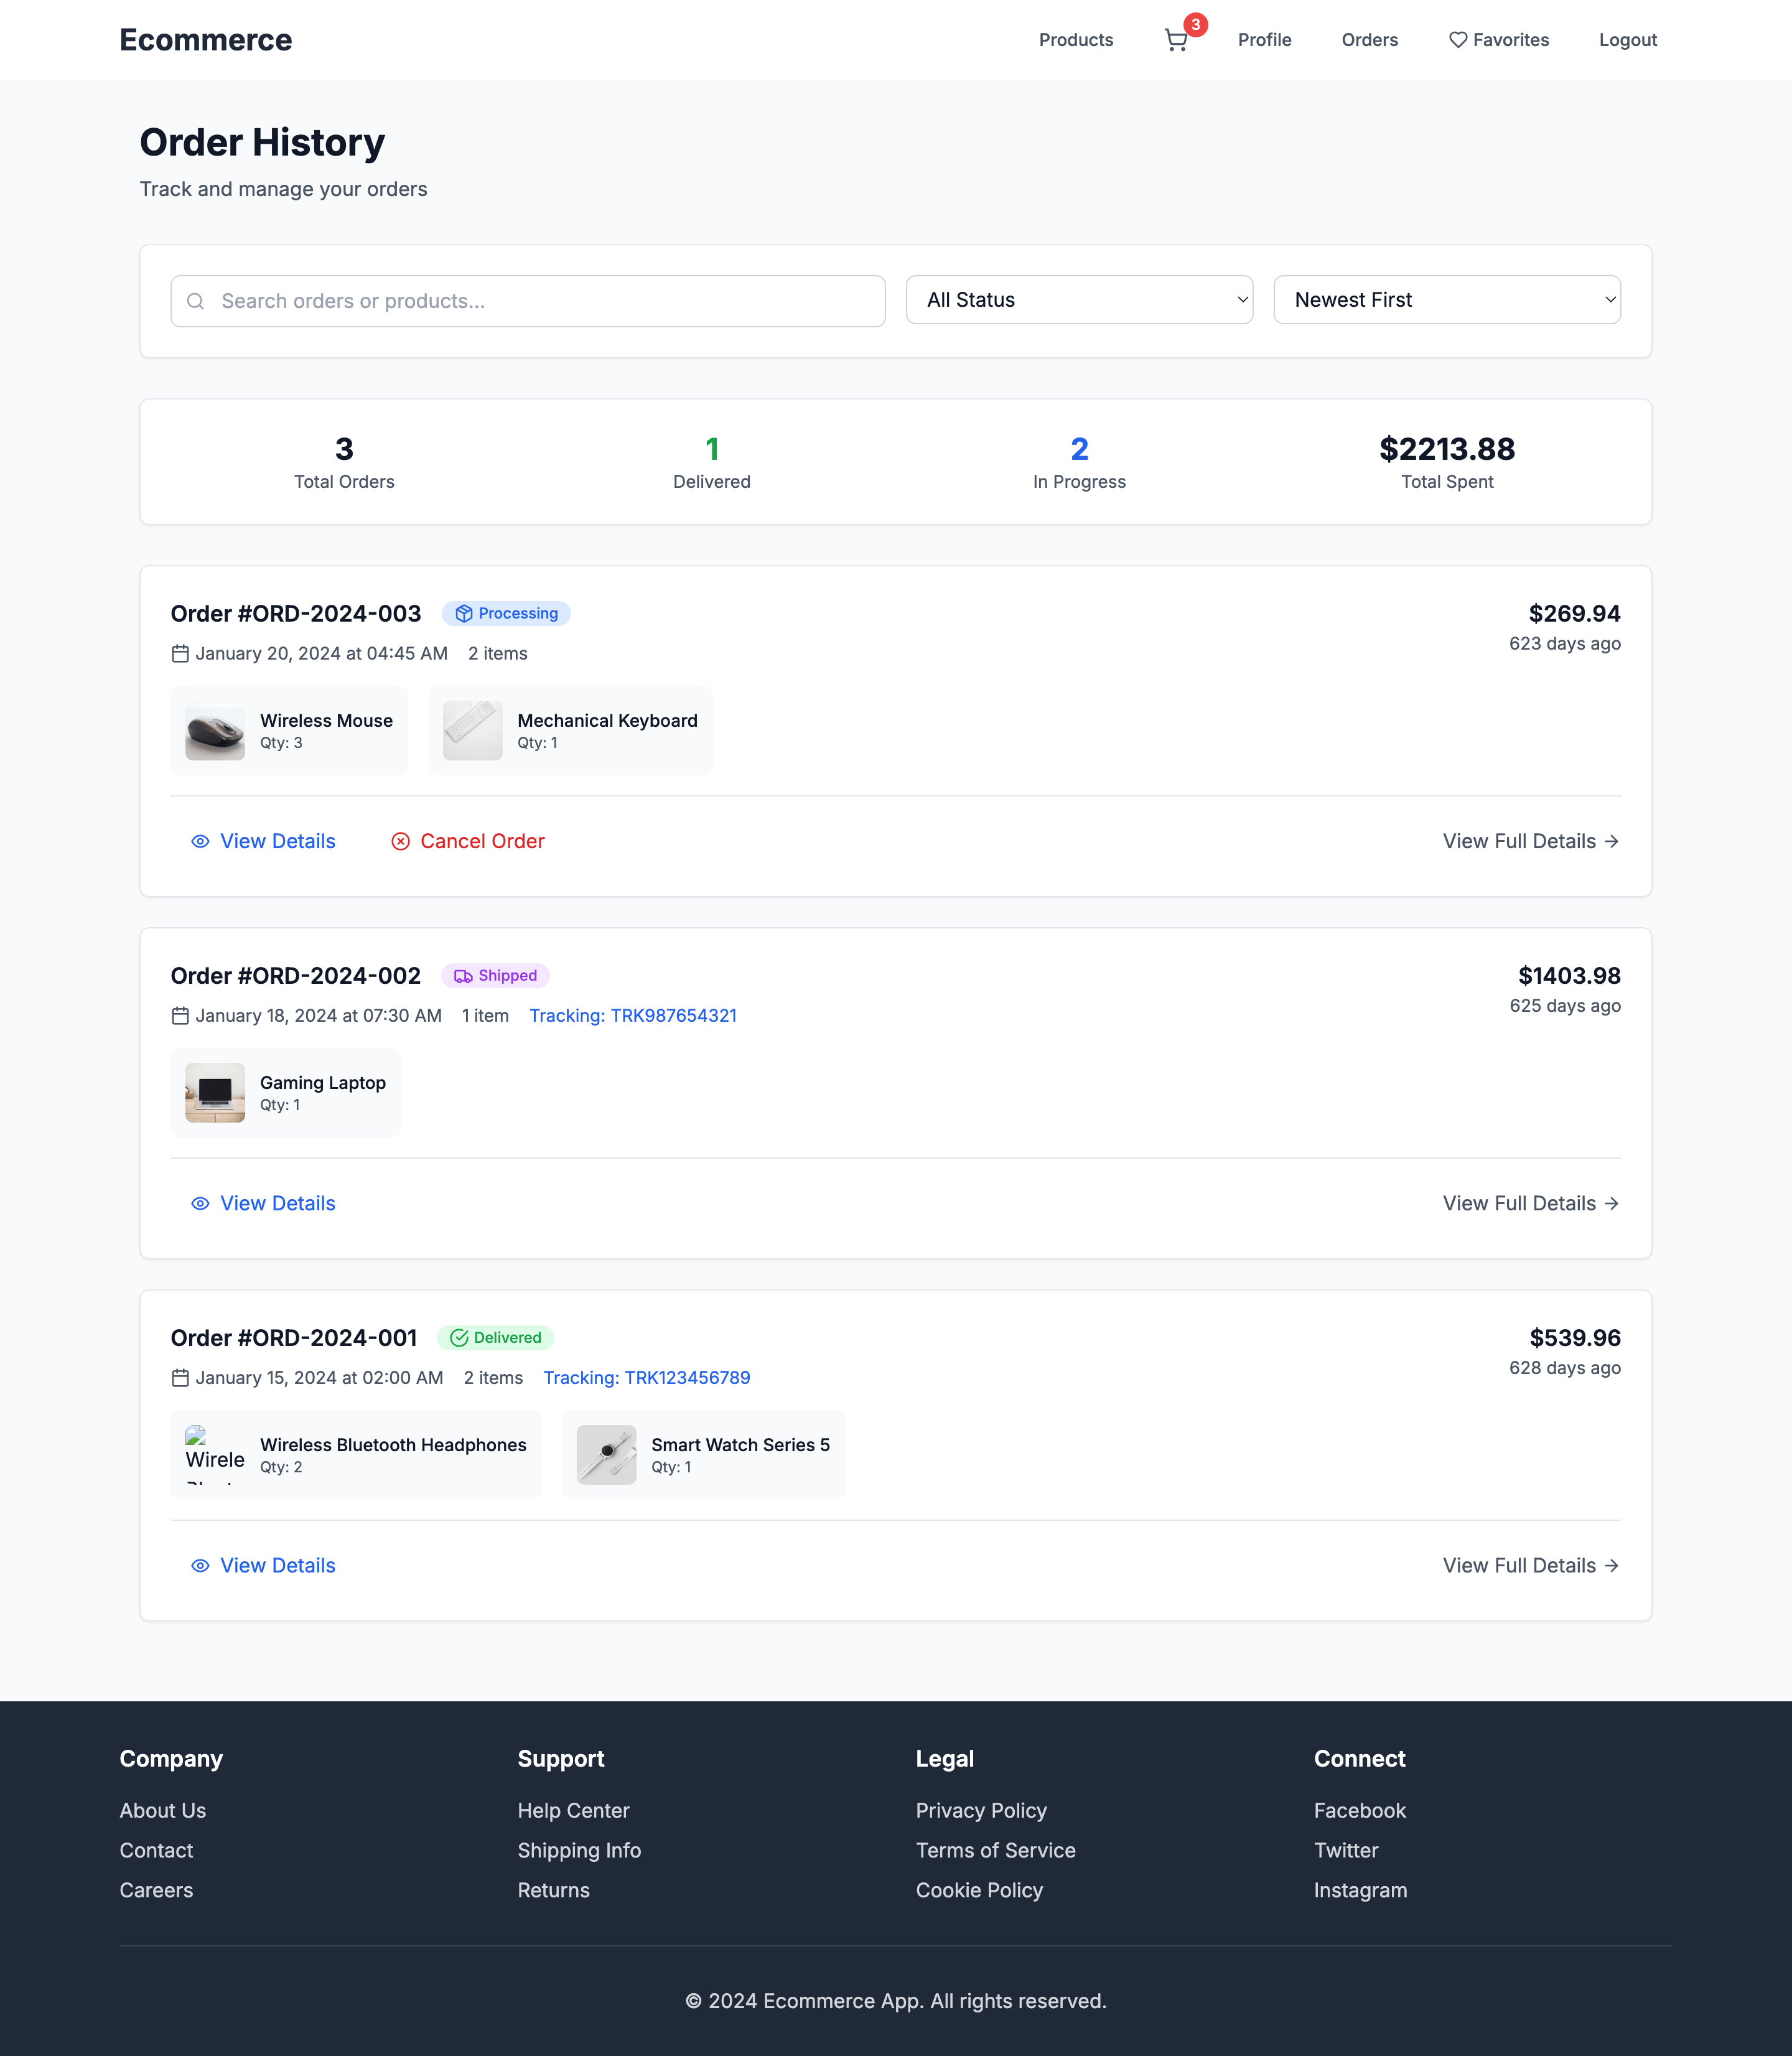 Ecommerce
Products
3
Profile
Orders
Favorites
Logout
Order History
Track and manage your orders
Search orders or products...
All Status
Newest First
3
Total Orders
1
Delivered
2
In Progress
$2213.88
Total Spent
Order #ORD-2024-003
Processing
$269.94
January 20, 2024 at 04:45 AM
2 items
623 days ago
Wireless Mouse
Qty: 3
Mechanical Keyboard
Qty: 1
View Details
Cancel Order
View Full Details →
Order #ORD-2024-002
Shipped
$1403.98
January 18, 2024 at 07:30 AM
1 item
Tracking: TRK987654321
625 days ago
Gaming Laptop
Qty: 1
View Details
View Full Details →
Order #ORD-2024-001
Delivered
$539.96
January 15, 2024 at 02:00 AM
2 items
Tracking: TRK123456789
628 days ago
Wirele
Wireless Bluetooth Headphones
Qty: 2
Smart Watch Series 5
Qty: 1
View Details
View Full Details →
Company
About Us
Contact
Careers
Support
Help Center
Shipping Info
Returns
Legal
Privacy Policy
Terms of Service
Cookie Policy
Connect
Facebook
Twitter
Instagram
© 2024 Ecommerce App. All rights reserved.